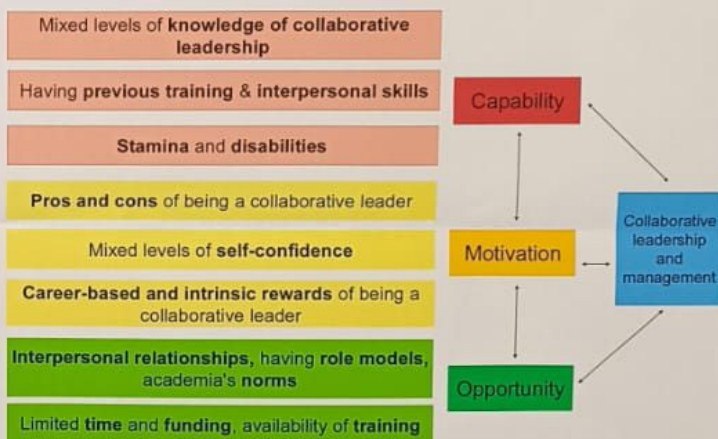 Mixed levels of knowledge of collaborative
leadership
Having previous training & interpersonal skills
Capability
Stamina and disabilities
Pros and cons of being a collaborative leader
Mixed levels of self-confidence
Motivation
Collaborative
leadership
and
management
Career-based and intrinsic rewards of being a
collaborative leader
Interpersonal relationships, having role models,
academia's norms
Opportunity
Limited time and funding, availability of training